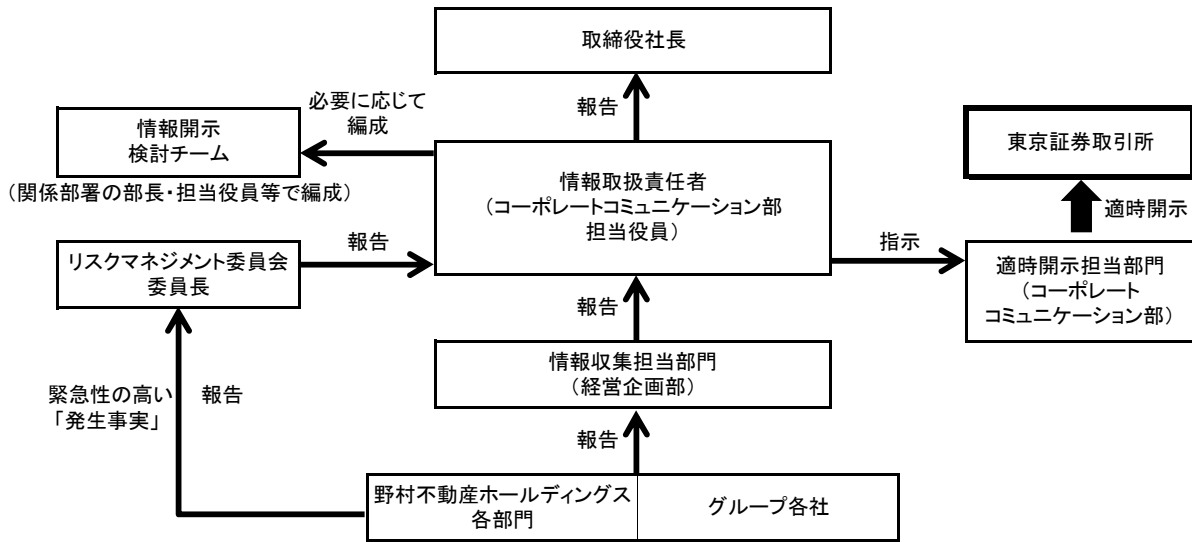 取締役社長
報告
必要に応じて
編成
情報開示
検討チーム
（関係部署の部長・担当役員等で編成）
情報取扱責任者
（コーポレートコミュニケーション部
担当役員）
東京証券取引所
適時開示
報告
リスクマネジメント委員会
委員長
指示
適時開示担当部門
（コーポレート
コミュニケーション部）
報告
情報収集担当部門
（経営企画部）
緊急性の高い
「発生事実」
報告
報告
野村不動産ホールディングス
各部門
グループ各社